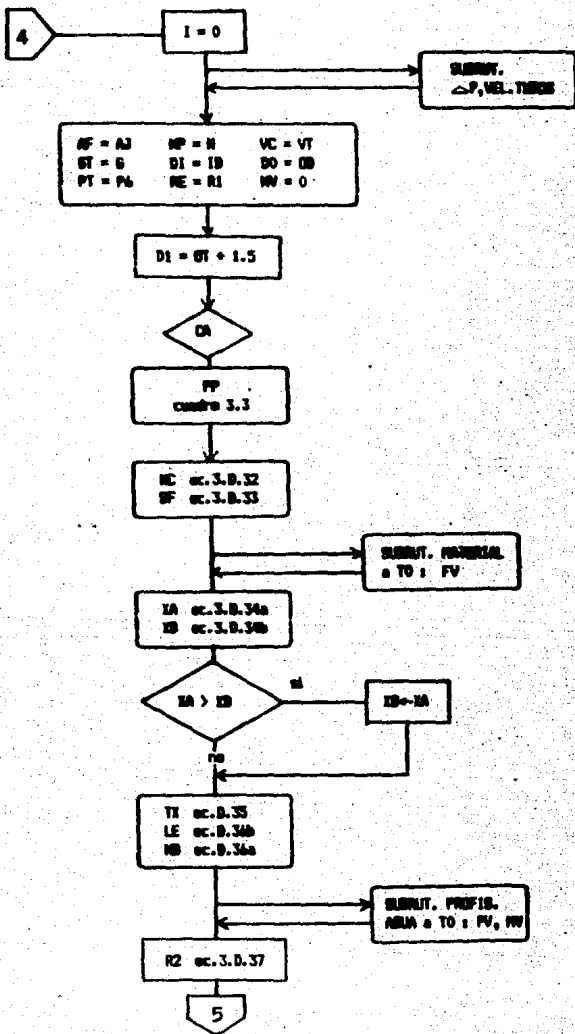 4
I = 0
SUBRUT.
△P, VEL. TUBOS
AF = AJ NP = N VC = VT
GT = G DI = ID DO = OD
PT = P6 RE = R1 NV = 0
D1 = GT + 1.5
CA
PP
cuadro 3.3
NC ec.3.D.32
SF ec.3.D.33
SUBRUT. MATERIAL
a TO : FV
XA ec.3.D.34a
XB ec.3.D.34b
XA > XB
si
XB←XA
no
TX ec.D.35
LE ec.D.36b
NB ec.D.36a
SUBRUT. PROFIS.
AGUA a TO : PV, MV
R2 ec.3.D.37
5